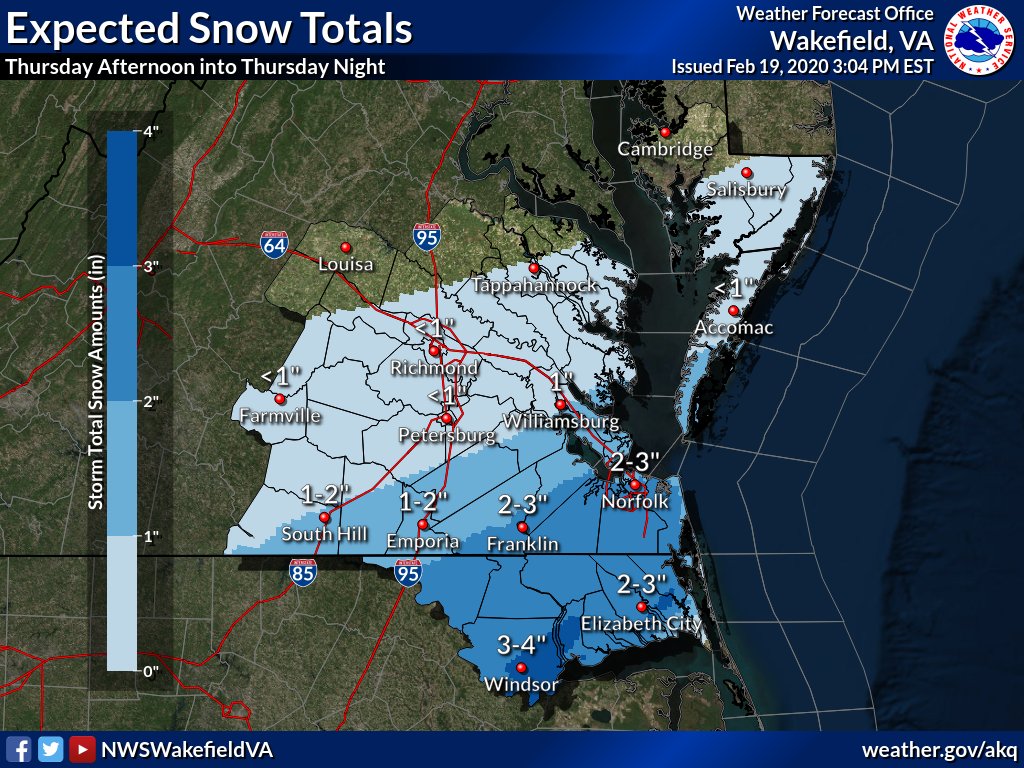 Expected Snow Totals
Thursday Afternoon into Thursday Night
Weather Forecast Office
Wakefield, VA
Issued Feb 19, 2020 3:04 PM EST
NATIONAL WEATHER SERVICE
4"
3"
2"
1"
0"
Storm Total Snow Amounts (in)
Cambridge
Salisbury
64
95
Louisa
Tappahannock
<1"
Accomac
<1"
Richmond
<1"
Farmville
<1"
Petersburg
1"
Williamsburg
2-3"
Norfolk
1-2"
South Hill
1-2"
Emporia
2-3"
Franklin
85
95
2-3"
Elizabeth City
3-4"
Windsor
NWSWakefieldVA
weather.gov/akq